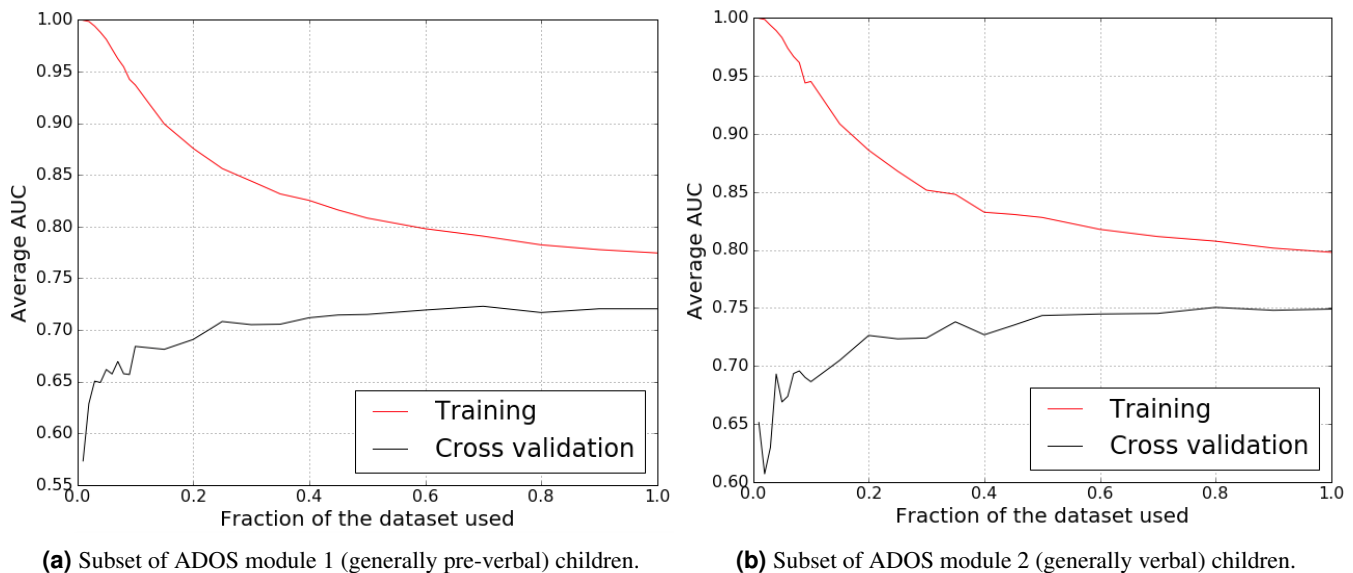 1.00
0.95
0.90
0.85
0.80
0.75
0.70
0.65
0.60
0.55
0.0 0.2 0.4 0.6 0.8 1.0
Average AUC
Fraction of the dataset used
Training
Cross validation
(a) Subset of ADOS module 1 (generally pre-verbal) children.
1.00
0.95
0.90
0.85
0.80
0.75
0.70
0.65
0.60
0.0 0.2 0.4 0.6 0.8 1.0
Average AUC
Fraction of the dataset used
Training
Cross validation
(b) Subset of ADOS module 2 (generally verbal) children.